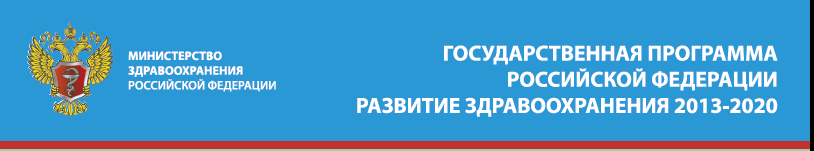 МИНИСТЕРСТВО
ЗДРАВООХРАНЕНИЯ
РОССИЙСКОЙ ФЕДЕРАЦИИ
ГОСУДАРСТВЕННАЯ ПРОГРАММА
РОССИЙСКОЙ ФЕДЕРАЦИИ
РАЗВИТИЕ ЗДРАВООХРАНЕНИЯ 2013-2020